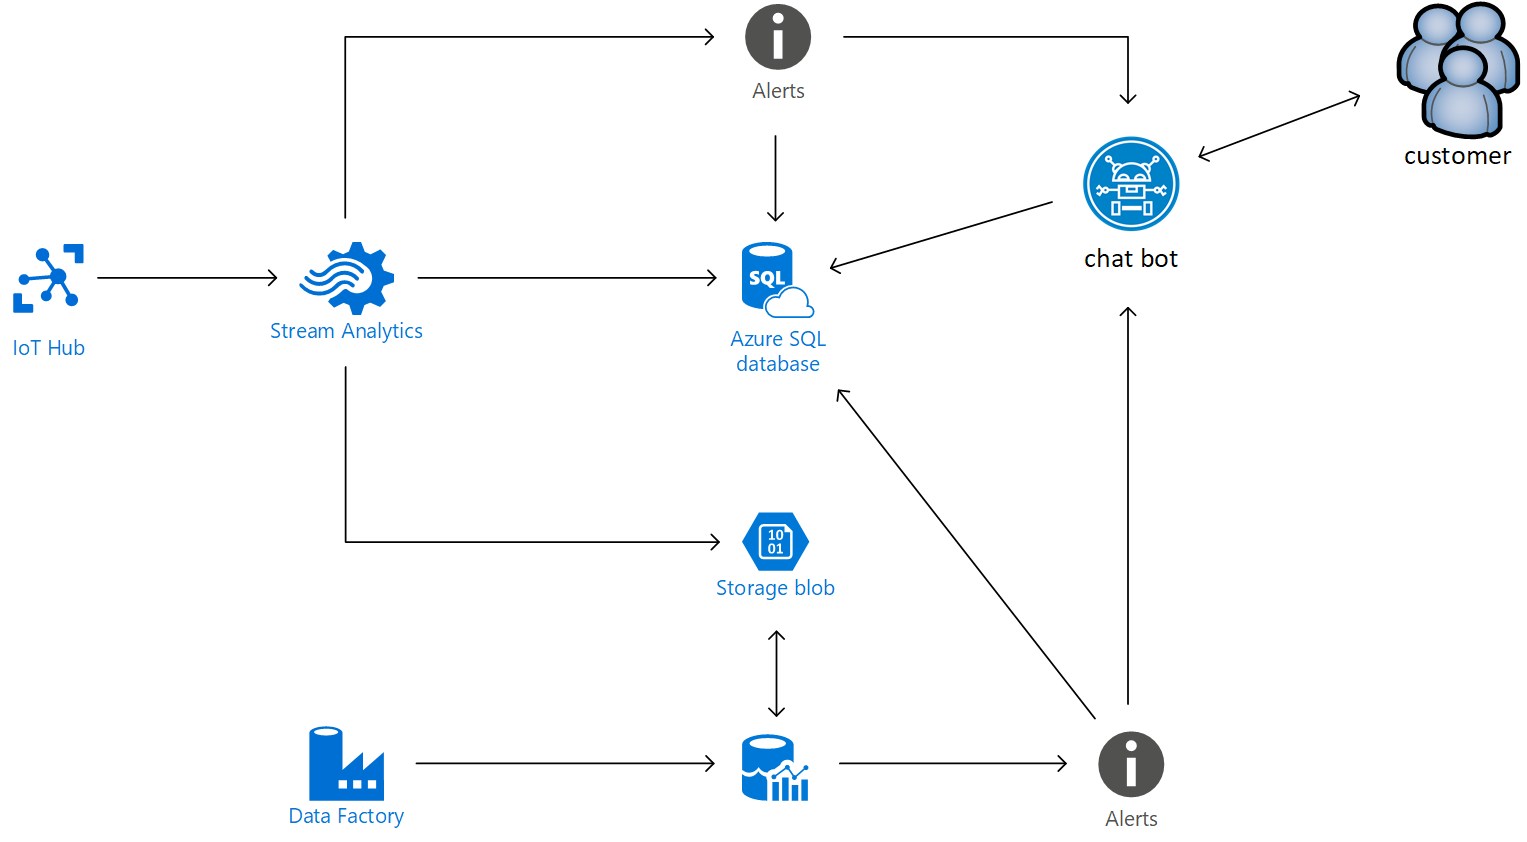 Alerts
customer
chat bot
SQL
IoT Hub
Stream Analytics
Azure SQL
database
10
01
Storage blob
Data Factory
Alerts